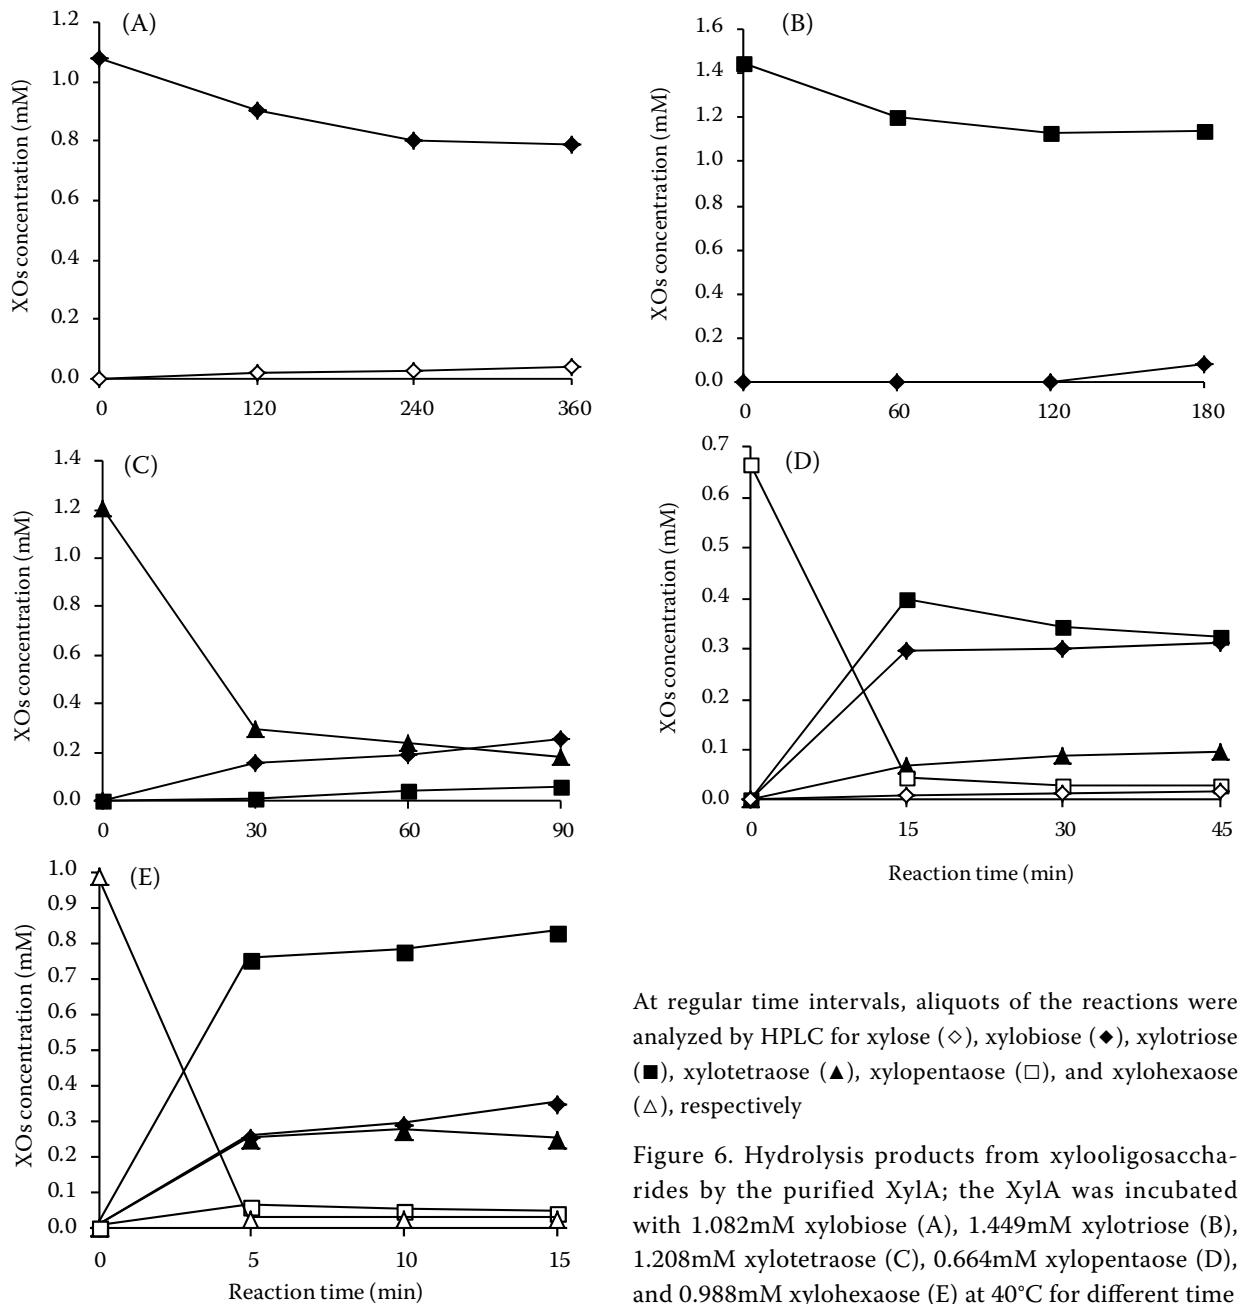 (A)
XOs concentration (mM)
1.2
1.0
0.8
0.6
0.4
0.2
0.0
0 120 240 360
(B)
XOs concentration (mM)
1.6
1.4
1.2
1.0
1.8
0.6
0.4
0.2
0.0
0 60 120 180
(C)
XOs concentration (mM)
1.4
1.2
1.0
0.8
0.6
0.4
0.2
0.0
0 30 60 90
(D)
XOs concentration (mM)
0.7
0.6
0.5
0.4
0.3
0.2
0.1
0.0
0 15 30 45
Reaction time (min)
(E)
XOs concentration (mM)
1.0
0.9
0.8
0.7
0.6
0.5
0.4
0.3
0.2
0.1
0.0
0 5 10 15
Reaction time (min)
At regular time intervals, aliquots of the reactions were
analyzed by HPLC for xylose (◇), xylobiose (◆), xylotriose
(■), xylotetraose (▲), xylopentaose (□), and xylohexaose
(△), respectively
Figure 6. Hydrolysis products from xylooligosaccha-
rides by the purified XylA; the XylA was incubated
with 1.082mM xylobiose (A), 1.449mM xylotriose (B),
1.208mM xylotetraose (C), 0.664mM xylopentaose (D),
and 0.988mM xylohexaose (E) at 40°C for different time